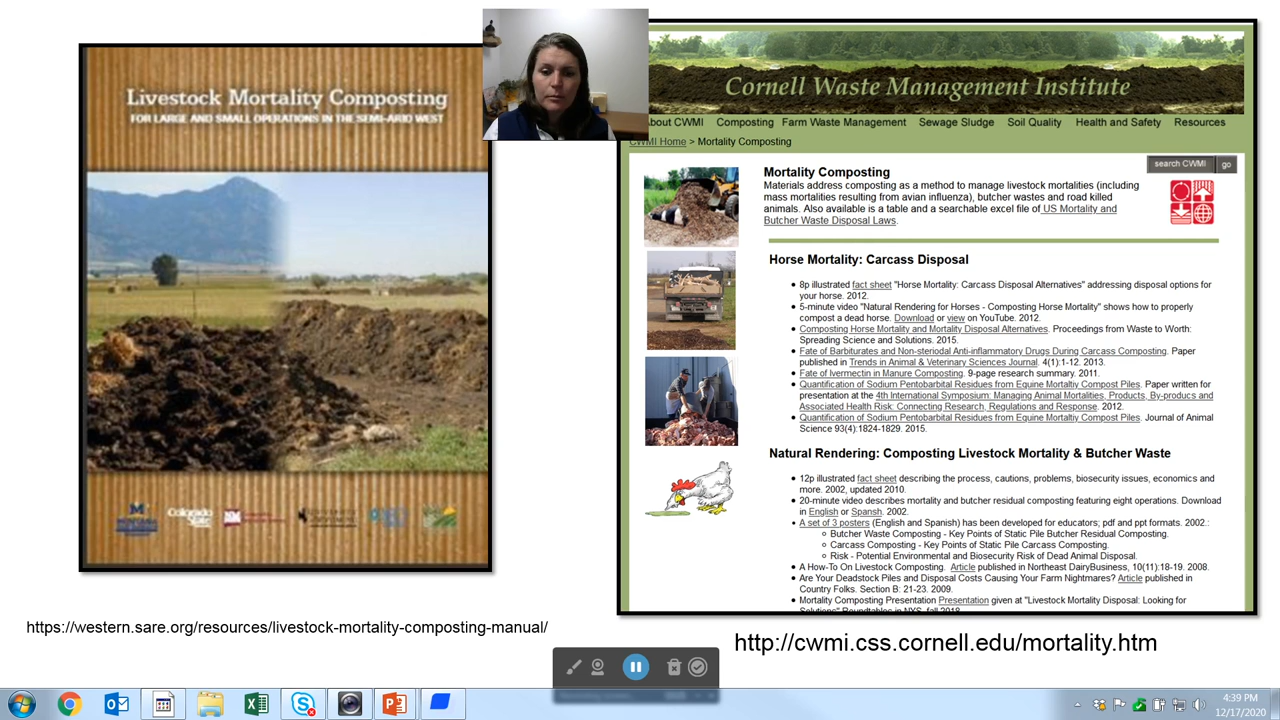 Livestock Mortality Composting
FOR LARGE AND SMALL OPERATIONS IN THE SEMI-ARID WEST
Colorado State
https://western.sare.org/resources/livestock-mortality-composting-manual/
Cornell Waste Management Institute
About CWMI Composting Farm Waste Management Sewage Sludge Soil Quality Health and Safety Resources
CWMI Home > Mortality Composting
search CWMI go
Mortality Composting
Materials address composting as a method to manage livestock mortalities (including
mass mortalities resulting from avian influenza), butcher wastes and road killed
animals. Also available is a table and a searchable excel file of US Mortality and
Butcher Waste Disposal Laws.
Horse Mortality: Carcass Disposal
8p illustrated fact sheet "Horse Mortality: Carcass Disposal Alternatives" addressing disposal options for
your horse. 2012.
5-minute video "Natural Rendering for Horses - Composting Horse Mortality" shows how to properly
compost a dead horse. Download or view on YouTube. 2012.
Composting Horse Mortality and Mortality Disposal Alternatives. Proceedings from Waste to Worth:
Spreading Science and Solutions. 2015.
Fate of Barbiturates and Non-steriodal Anti-inflammatory Drugs During Carcass Composting. Paper
published in Trends in Animal & Veterinary Sciences Journal. 4(1):1-12. 2013.
Fate of Ivermectin in Manure Composting. 9-page research summary. 2011.
Quantification of Sodium Pentobarbital Residues from Equine Mortaltiy Compost Piles. Paper written for
presentation at the 4th International Symposium: Managing Animal Mortalities, Products, By-producs and
Associated Health Risk: Connecting Research, Regulations and Response. 2012.
Quantification of Sodium Pentobarbital Residues from Equine Mortaltiy Compost Piles. Journal of Animal
Science 93(4):1824-1829. 2015.
Natural Rendering: Composting Livestock Mortality & Butcher Waste
12p illustrated fact sheet describing the process, cautions, problems, biosecurity issues, economics and
more. 2002, updated 2010.
20-minute video describes mortality and butcher residual composting featuring eight operations. Download
in English or Spansh. 2002.
A set of 3 posters (English and Spanish) has been developed for educators; pdf and ppt formats. 2002.:
Butcher Waste Composting - Key Points of Static Pile Butcher Residual Composting.
Carcass Composting - Key Points of Static Pile Carcass Composting.
Risk - Potential Environmental and Biosecurity Risk of Dead Animal Disposal.
A How-To On Livestock Composting. Article published in Northeast DairyBusiness, 10(11):18-19. 2008.
Are Your Deadstock Piles and Disposal Costs Causing Your Farm Nightmares? Article published in
Country Folks. Section B: 21-23. 2009.
Mortality Composting Presentation Presentation given at "Livestock Mortality Disposal: Looking for
Solutions" Roundtables in NYS, fall 2018.
http://cwmi.css.cornell.edu/mortality.htm
4:39 PM
12/17/2020